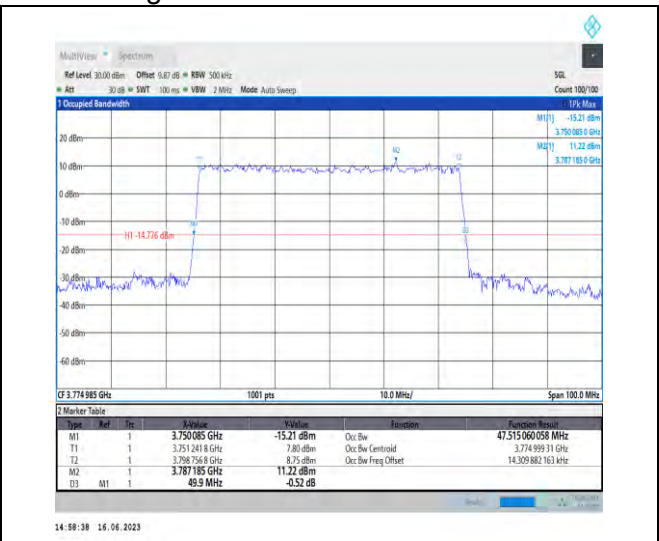 MultiView Spectrum
Ref Level 30.00 dBm Offset 9.87 dB RBW 500 kHz SGL
Att 30 dB SWT 100 ms VBW 2 MHz Mode Auto Sweep Count 100/100
1 Occupied Bandwidth 1Pk Max
M1[1] -15.21 dBm
3.750 085 0 GHz
M2[1] 11.22 dBm
3.787 185 0 GHz
20 dBm
10 dBm
0 dBm
-10 dBm
-20 dBm
-30 dBm
-40 dBm
-50 dBm
-60 dBm
H1 -14.776 dBm
T1
M2
T2
M1
D3
CF 3.774 985 GHz 1001 pts 10.0 MHz/ Span 100.0 MHz
2 Marker Table
Type Ref Trc X-Value Y-Value Function Function Result
M1 1 3.750 085 GHz -15.21 dBm Occ Bw 47.515 060 058 MHz
T1 1 3.751 241 8 GHz 7.80 dBm Occ Bw Centroid 3.774 999 31 GHz
T2 1 3.798 756 8 GHz 8.75 dBm Occ Bw Freq Offset 14.309 882 163 kHz
M2 1 3.787 185 GHz 11.22 dBm
D3 M1 1 49.9 MHz -0.52 dB
14:58:38 16.06.2023